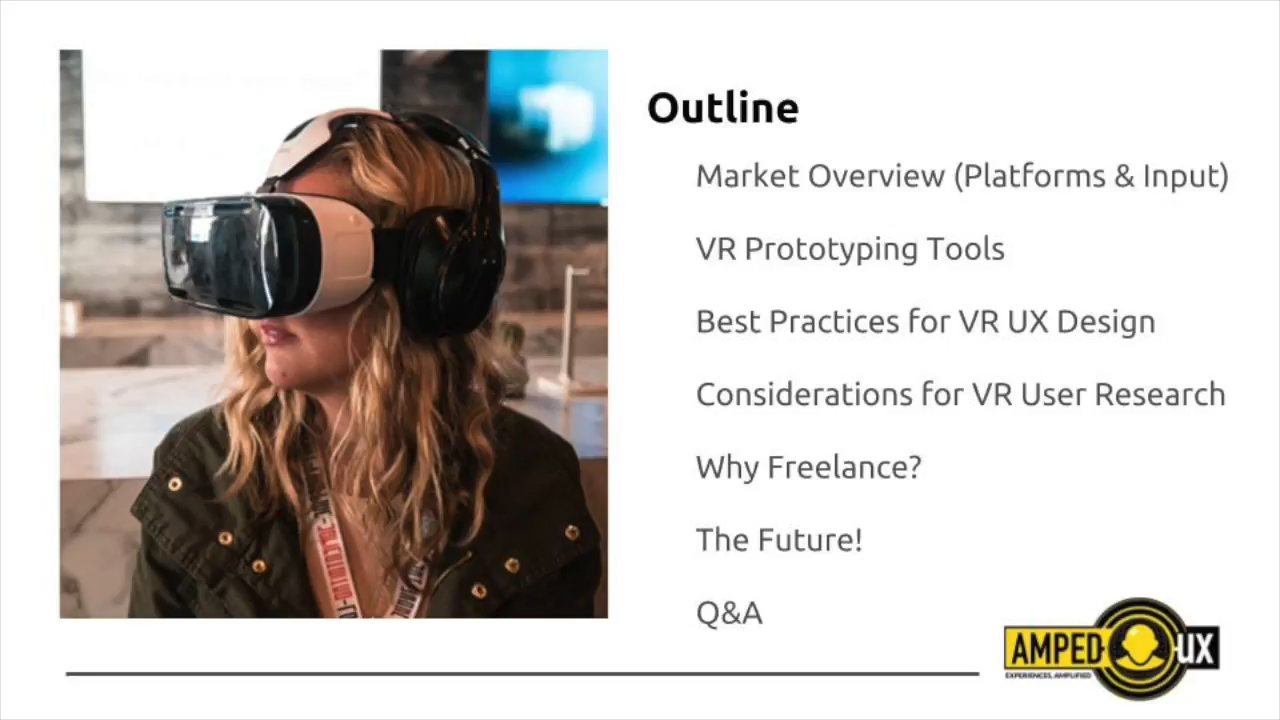 Outline
Market Overview (Platforms & Input)
VR Prototyping Tools
Best Practices for VR UX Design
Considerations for VR User Research
Why Freelance?
The Future!
Q&A
AMPED UX
EXPERIENCES, AMPLIFIED